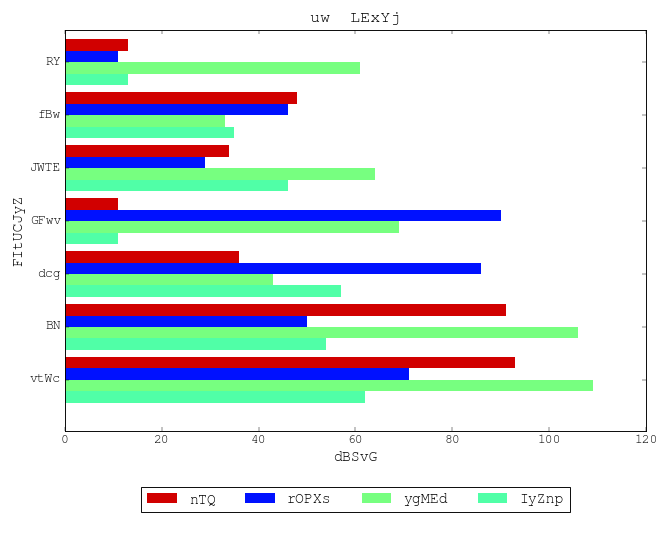 uw  LExYj
RY
fBw
JWTE
GFwv
dcg
BN
vtWc
FItUCJyZ
0 20 40 60 80 100 120
dBSvG
nTQ rOPXs ygMEd IyZnp